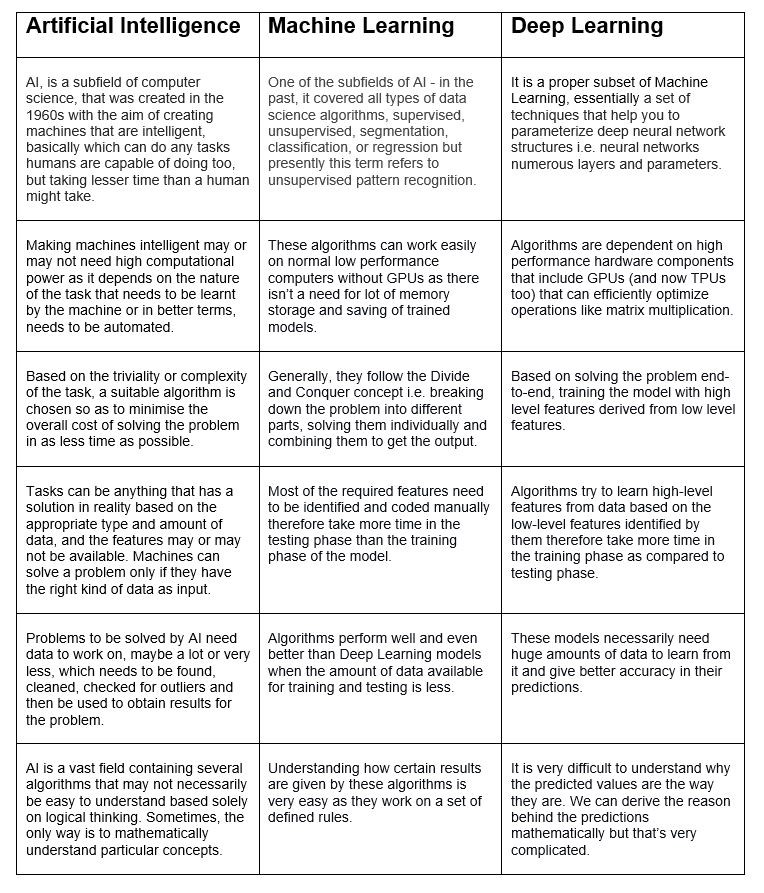 Artificial Intelligence
Machine Learning
Deep Learning
AI, is a subfield of computer
science, that was created in the
1960s with the aim of creating
machines that are intelligent,
basically which can do any tasks
humans are capable of doing too,
but taking lesser time than a human
might take.
One of the subfields of AI - in the
past, it covered all types of data
science algorithms, supervised,
unsupervised, segmentation,
classification, or regression but
presently this term refers to
unsupervised pattern recognition.
It is a proper subset of Machine
Learning, essentially a set of
techniques that help you to
parameterize deep neural network
structures i.e. neural networks
numerous layers and parameters.
Making machines intelligent may or
may not need high computational
power as it depends on the nature
of the task that needs to be learnt
by the machine or in better terms,
needs to be automated.
These algorithms can work easily
on normal low performance
computers without GPUs as there
isn’t a need for lot of memory
storage and saving of trained
models.
Algorithms are dependent on high
performance hardware components
that include GPUs (and now TPUs
too) that can efficiently optimize
operations like matrix multiplication.
Based on the triviality or complexity
of the task, a suitable algorithm is
chosen so as to minimise the
overall cost of solving the problem
in as less time as possible.
Generally, they follow the Divide
and Conquer concept i.e. breaking
down the problem into different
parts, solving them individually and
combining them to get the output.
Based on solving the problem end-
to-end, training the model with high
level features derived from low level
features.
Tasks can be anything that has a
solution in reality based on the
appropriate type and amount of
data, and the features may or may
not be available. Machines can
solve a problem only if they have
the right kind of data as input.
Most of the required features need
to be identified and coded manually
therefore take more time in the
testing phase than the training
phase of the model.
Algorithms try to learn high-level
features from data based on the
low-level features identified by
them therefore take more time in
the training phase as compared to
testing phase.
Problems to be solved by AI need
data to work on, maybe a lot or very
less, which needs to be found,
cleaned, checked for outliers and
then be used to obtain results for
the problem.
Algorithms perform well and even
better than Deep Learning models
when the amount of data available
for training and testing is less.
These models necessarily need
huge amounts of data to learn from
it and give better accuracy in their
predictions.
AI is a vast field containing several
algorithms that may not necessarily
be easy to understand based solely
on logical thinking. Sometimes, the
only way is to mathematically
understand particular concepts.
Understanding how certain results
are given by these algorithms is
very easy as they work on a set of
defined rules.
It is very difficult to understand why
the predicted values are the way
they are. We can derive the reason
behind the predictions
mathematically but that’s very
complicated.